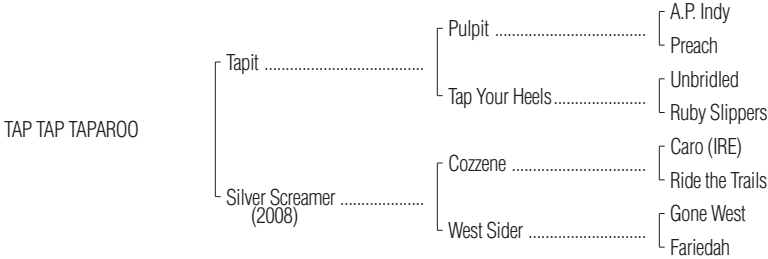 A.P. Indy
Pulpit
Preach
Tapit
Unbridled
Tap Your Heels
Ruby Slippers
TAP TAP TAPAROO
Caro (IRE)
Cozzene
Ride the Trails
Silver Screamer
(2008)
Gone West
West Sider
Fariedah